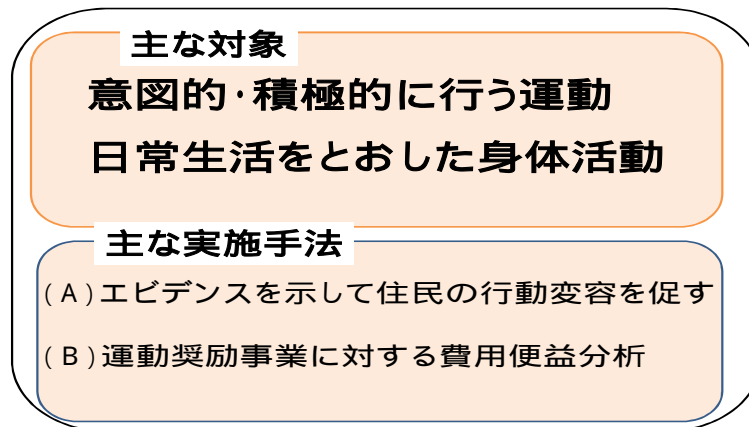 主な対象
意図的・積極的に行う運動
日常生活をとおした身体活動
主な実施手法
(A)エビデンスを示して住民の行動変容を促す
(B)運動奨励事業に対する費用便益分析